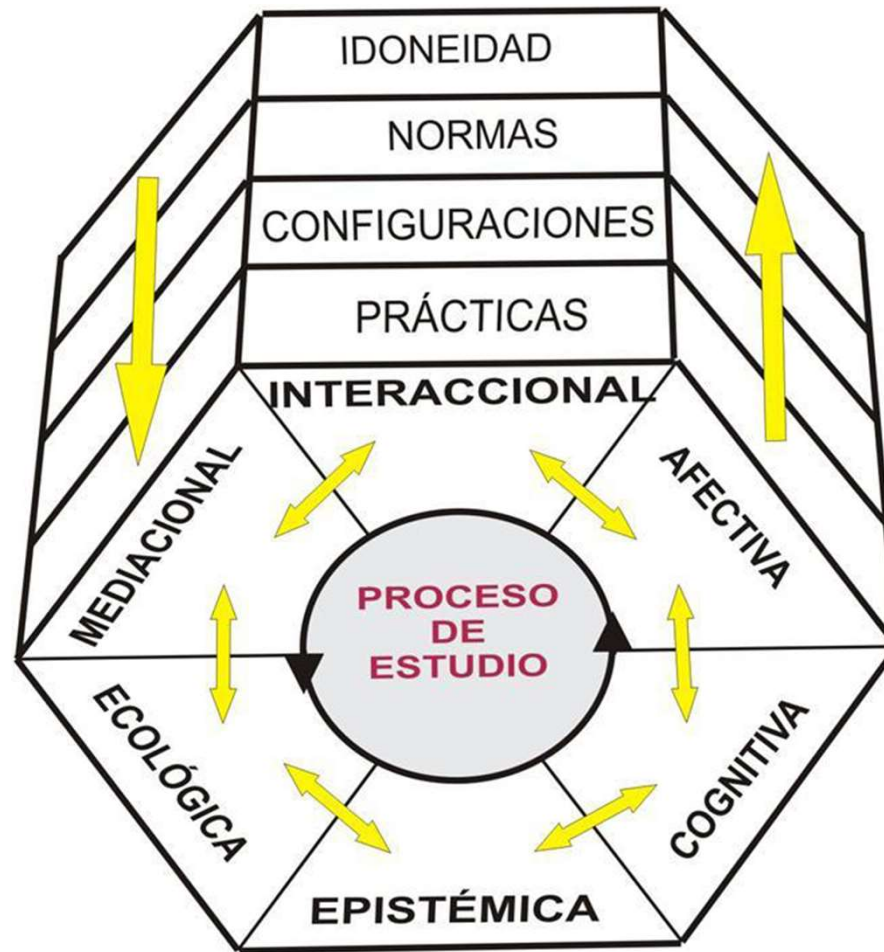 IDONEIDAD
NORMAS
CONFIGURACIONES
PRÁCTICAS
INTERACCIONAL
MEDIACIONAL
AFECTIVA
PROCESO
DE
ESTUDIO
ECOLÓGICA
COGNITIVA
EPISTÉMICA